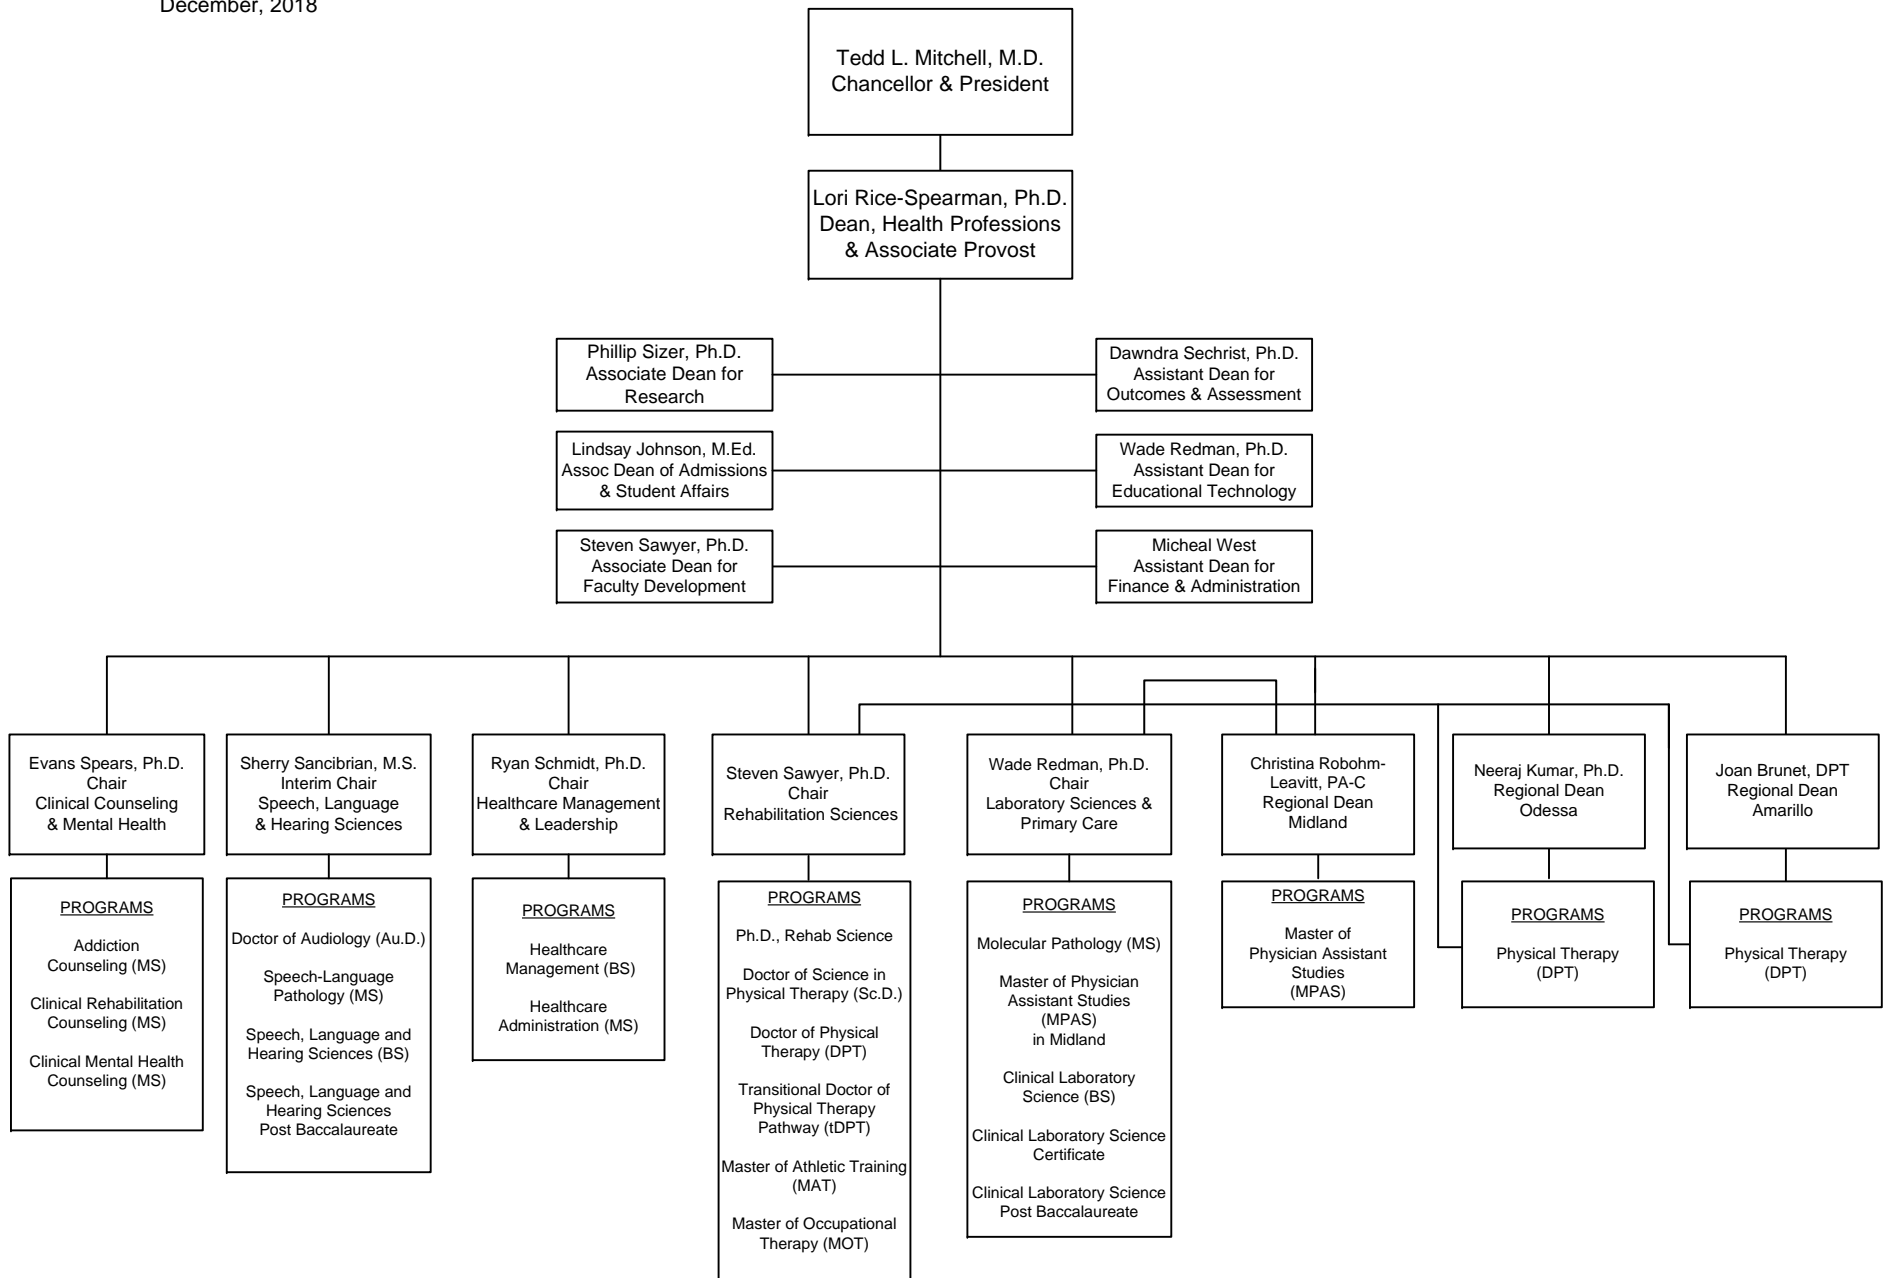 December, 2018
Tedd L. Mitchell, M.D.
Chancellor & President
Lori Rice-Spearman, Ph.D.
Dean, Health Professions
& Associate Provost
Phillip Sizer, Ph.D.
Associate Dean for
Research
Dawndra Sechrist, Ph.D.
Assistant Dean for
Outcomes & Assessment
Lindsay Johnson, M.Ed.
Assoc Dean of Admissions
& Student Affairs
Wade Redman, Ph.D.
Assistant Dean for
Educational Technology
Steven Sawyer, Ph.D.
Associate Dean for
Faculty Development
Micheal West
Assistant Dean for
Finance & Administration
Evans Spears, Ph.D.
Chair
Clinical Counseling
& Mental Health
Sherry Sancibrian, M.S.
Interim Chair
Speech, Language
& Hearing Sciences
Ryan Schmidt, Ph.D.
Chair
Healthcare Management
& Leadership
Steven Sawyer, Ph.D.
Chair
Rehabilitation Sciences
Wade Redman, Ph.D.
Chair
Laboratory Sciences &
Primary Care
Christina Robohm-
Leavitt, PA-C
Regional Dean
Midland
Neeraj Kumar, Ph.D.
Regional Dean
Odessa
Joan Brunet, DPT
Regional Dean
Amarillo
PROGRAMS
Addiction
Counseling (MS)
Clinical Rehabilitation
Counseling (MS)
Clinical Mental Health
Counseling (MS)
PROGRAMS
Doctor of Audiology (Au.D.)
Speech-Language
Pathology (MS)
Speech, Language and
Hearing Sciences (BS)
Speech, Language and
Hearing Sciences
Post Baccalaureate
PROGRAMS
Healthcare
Management (BS)
Healthcare
Administration (MS)
PROGRAMS
Ph.D., Rehab Science
Doctor of Science in
Physical Therapy (Sc.D.)
Doctor of Physical
Therapy (DPT)
Transitional Doctor of
Physical Therapy
Pathway (tDPT)
Master of Athletic Training
(MAT)
Master of Occupational
Therapy (MOT)
PROGRAMS
Molecular Pathology (MS)
Master of Physician
Assistant Studies
(MPAS)
in Midland
Clinical Laboratory
Science (BS)
Clinical Laboratory Science
Certificate
Clinical Laboratory Science
Post Baccalaureate
PROGRAMS
Master of
Physician Assistant
Studies
(MPAS)
PROGRAMS
Physical Therapy
(DPT)
PROGRAMS
Physical Therapy
(DPT)